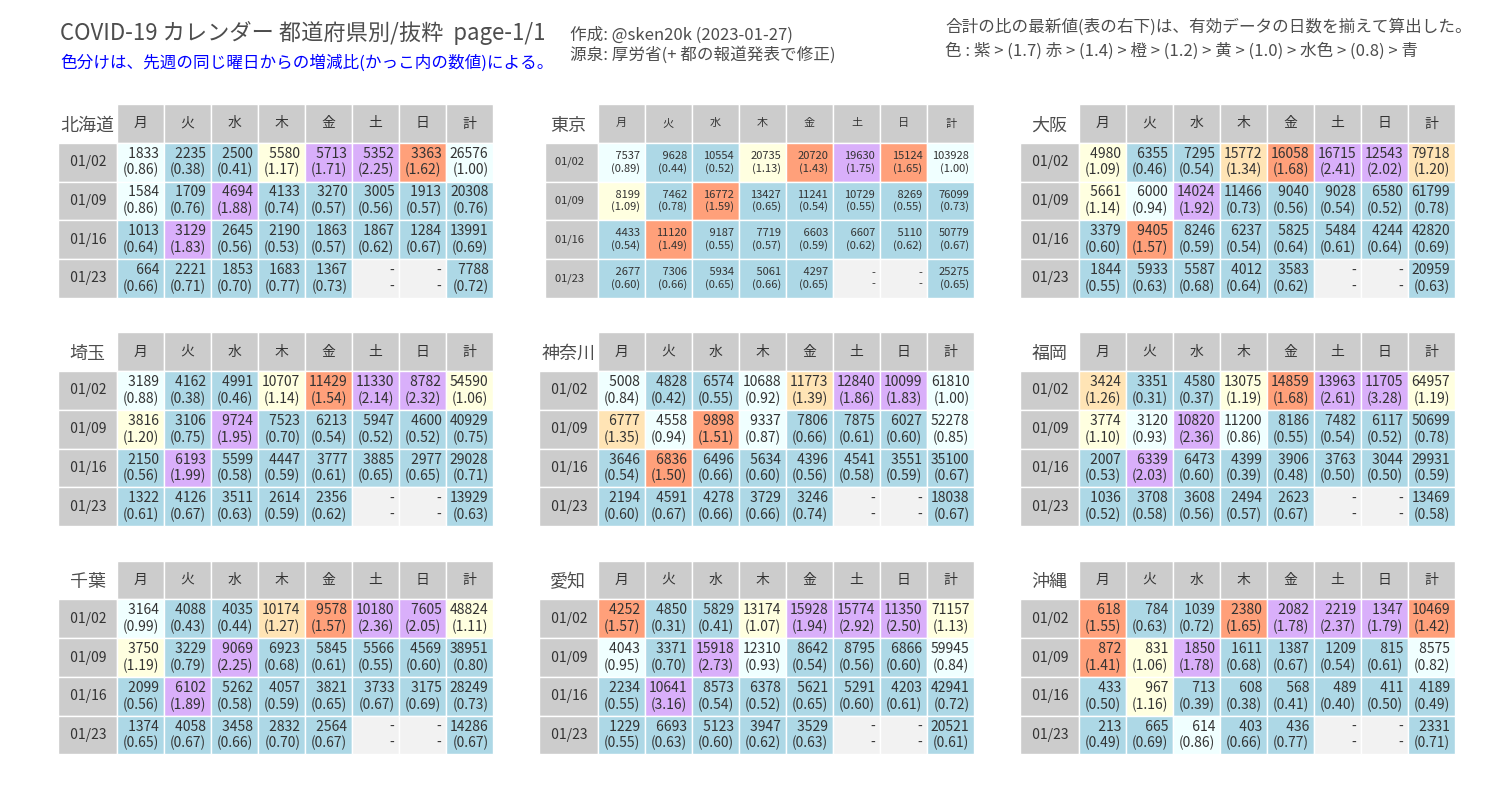 COVID-19 カレンダー 都道府県別/抜粋 page-1/1
色分けは、先週の同じ曜日からの増減比(かっこ内の数値)による。
作成: @sken20k (2023-01-27)
源泉: 厚労省(+ 都の報道発表で修正)
合計の比の最新値(表の右下)は、有効データの日数を揃えて算出した。
色 : 紫 > (1.7) 赤 > (1.4) > 橙 > (1.2) > 黄 > (1.0) > 水色 > (0.8) > 青
北海道 月 火 水 木 金 土 日 計
01/02 1833 2235 2500 5580 5713 5352 3363 26576
(0.86) (0.38) (0.41) (1.17) (1.71) (2.25) (1.62) (1.00)
01/09 1584 1709 4694 4133 3270 3005 1913 20308
(0.86) (0.76) (1.88) (0.74) (0.57) (0.56) (0.57) (0.76)
01/16 1013 3129 2645 2190 1863 1867 1284 13991
(0.64) (1.83) (0.56) (0.53) (0.57) (0.62) (0.67) (0.69)
01/23 664 2221 1853 1683 1367 - - 7788
(0.66) (0.71) (0.70) (0.77) (0.73) - - (0.72)
東京 月 火 水 木 金 土 日 計
01/02 7537 9628 10554 20735 20720 19630 15124 103928
(0.89) (0.44) (0.52) (1.13) (1.43) (1.75) (1.65) (1.00)
01/09 8199 7462 16772 13427 11241 10729 8269 76099
(1.09) (0.78) (1.59) (0.65) (0.54) (0.55) (0.55) (0.73)
01/16 4433 11120 9187 7719 6603 6607 5110 50779
(0.54) (1.49) (0.55) (0.57) (0.59) (0.62) (0.62) (0.67)
01/23 2677 7306 5934 5061 4297 - - 25275
(0.60) (0.66) (0.65) (0.66) (0.65) - - (0.65)
大阪 月 火 水 木 金 土 日 計
01/02 4980 6355 7295 15772 16058 16715 12543 79718
(1.09) (0.46) (0.54) (1.34) (1.68) (2.41) (2.02) (1.20)
01/09 5661 6000 14024 11466 9040 9028 6580 61799
(1.14) (0.94) (1.92) (0.73) (0.56) (0.54) (0.52) (0.78)
01/16 3379 9405 8246 6237 5825 5484 4244 42820
(0.60) (1.57) (0.59) (0.54) (0.64) (0.61) (0.64) (0.69)
01/23 1844 5933 5587 4012 3583 - - 20959
(0.55) (0.63) (0.68) (0.64) (0.62) - - (0.63)
埼玉 月 火 水 木 金 土 日 計
01/02 3189 4162 4991 10707 11429 11330 8782 54590
(0.88) (0.38) (0.46) (1.14) (1.54) (2.14) (2.32) (1.06)
01/09 3816 3106 9724 7523 6213 5947 4600 40929
(1.20) (0.75) (1.95) (0.70) (0.54) (0.52) (0.52) (0.75)
01/16 2150 6193 5599 4447 3777 3885 2977 29028
(0.56) (1.99) (0.58) (0.59) (0.61) (0.65) (0.65) (0.71)
01/23 1322 4126 3511 2614 2356 - - 13929
(0.61) (0.67) (0.63) (0.59) (0.62) - - (0.63)
神奈川 月 火 水 木 金 土 日 計
01/02 5008 4828 6574 10688 11773 12840 10099 61810
(0.84) (0.42) (0.55) (0.92) (1.39) (1.86) (1.83) (1.00)
01/09 6777 4558 9898 9337 7806 7875 6027 52278
(1.35) (0.94) (1.51) (0.87) (0.66) (0.61) (0.60) (0.85)
01/16 3646 6836 6496 5634 4396 4541 3551 35100
(0.54) (1.50) (0.66) (0.60) (0.56) (0.58) (0.59) (0.67)
01/23 2194 4591 4278 3729 3246 - - 18038
(0.60) (0.67) (0.66) (0.66) (0.74) - - (0.67)
福岡 月 火 水 木 金 土 日 計
01/02 3424 3351 4580 13075 14859 13963 11705 64957
(1.26) (0.31) (0.37) (1.19) (1.68) (2.61) (3.28) (1.19)
01/09 3774 3120 10820 11200 8186 7482 6117 50699
(1.10) (0.93) (2.36) (0.86) (0.55) (0.54) (0.52) (0.78)
01/16 2007 6339 6473 4399 3906 3763 3044 29931
(0.53) (2.03) (0.60) (0.39) (0.48) (0.50) (0.50) (0.59)
01/23 1036 3708 3608 2494 2623 - - 13469
(0.52) (0.58) (0.56) (0.57) (0.67) - - (0.58)
千葉 月 火 水 木 金 土 日 計
01/02 3164 4088 4035 10174 9578 10180 7605 48824
(0.99) (0.43) (0.44) (1.27) (1.57) (2.36) (2.05) (1.11)
01/09 3750 3229 9069 6923 5845 5566 4569 38951
(1.19) (0.79) (2.25) (0.68) (0.61) (0.55) (0.60) (0.80)
01/16 2099 6102 5262 4057 3821 3733 3175 28249
(0.56) (1.89) (0.58) (0.59) (0.65) (0.67) (0.69) (0.73)
01/23 1374 4058 3458 2832 2564 - - 14286
(0.65) (0.67) (0.66) (0.70) (0.67) - - (0.67)
愛知 月 火 水 木 金 土 日 計
01/02 4252 4850 5829 13174 15928 15774 11350 71157
(1.57) (0.31) (0.41) (1.07) (1.94) (2.92) (2.50) (1.13)
01/09 4043 3371 15918 12310 8642 8795 6866 59945
(0.95) (0.70) (2.73) (0.93) (0.54) (0.56) (0.60) (0.84)
01/16 2234 10641 8573 6378 5621 5291 4203 42941
(0.55) (3.16) (0.54) (0.52) (0.65) (0.60) (0.61) (0.72)
01/23 1229 6693 5123 3947 3529 - - 20521
(0.55) (0.63) (0.60) (0.62) (0.63) - - (0.61)
沖縄 月 火 水 木 金 土 日 計
01/02 618 784 1039 2380 2082 2219 1347 10469
(1.55) (0.63) (0.72) (1.65) (1.78) (2.37) (1.79) (1.42)
01/09 872 831 1850 1611 1387 1209 815 8575
(1.41) (1.06) (1.78) (0.68) (0.67) (0.54) (0.61) (0.82)
01/16 433 967 713 608 568 489 411 4189
(0.50) (1.16) (0.39) (0.38) (0.41) (0.40) (0.50) (0.49)
01/23 213 665 614 403 436 - - 2331
(0.49) (0.69) (0.86) (0.66) (0.77) - - (0.71)